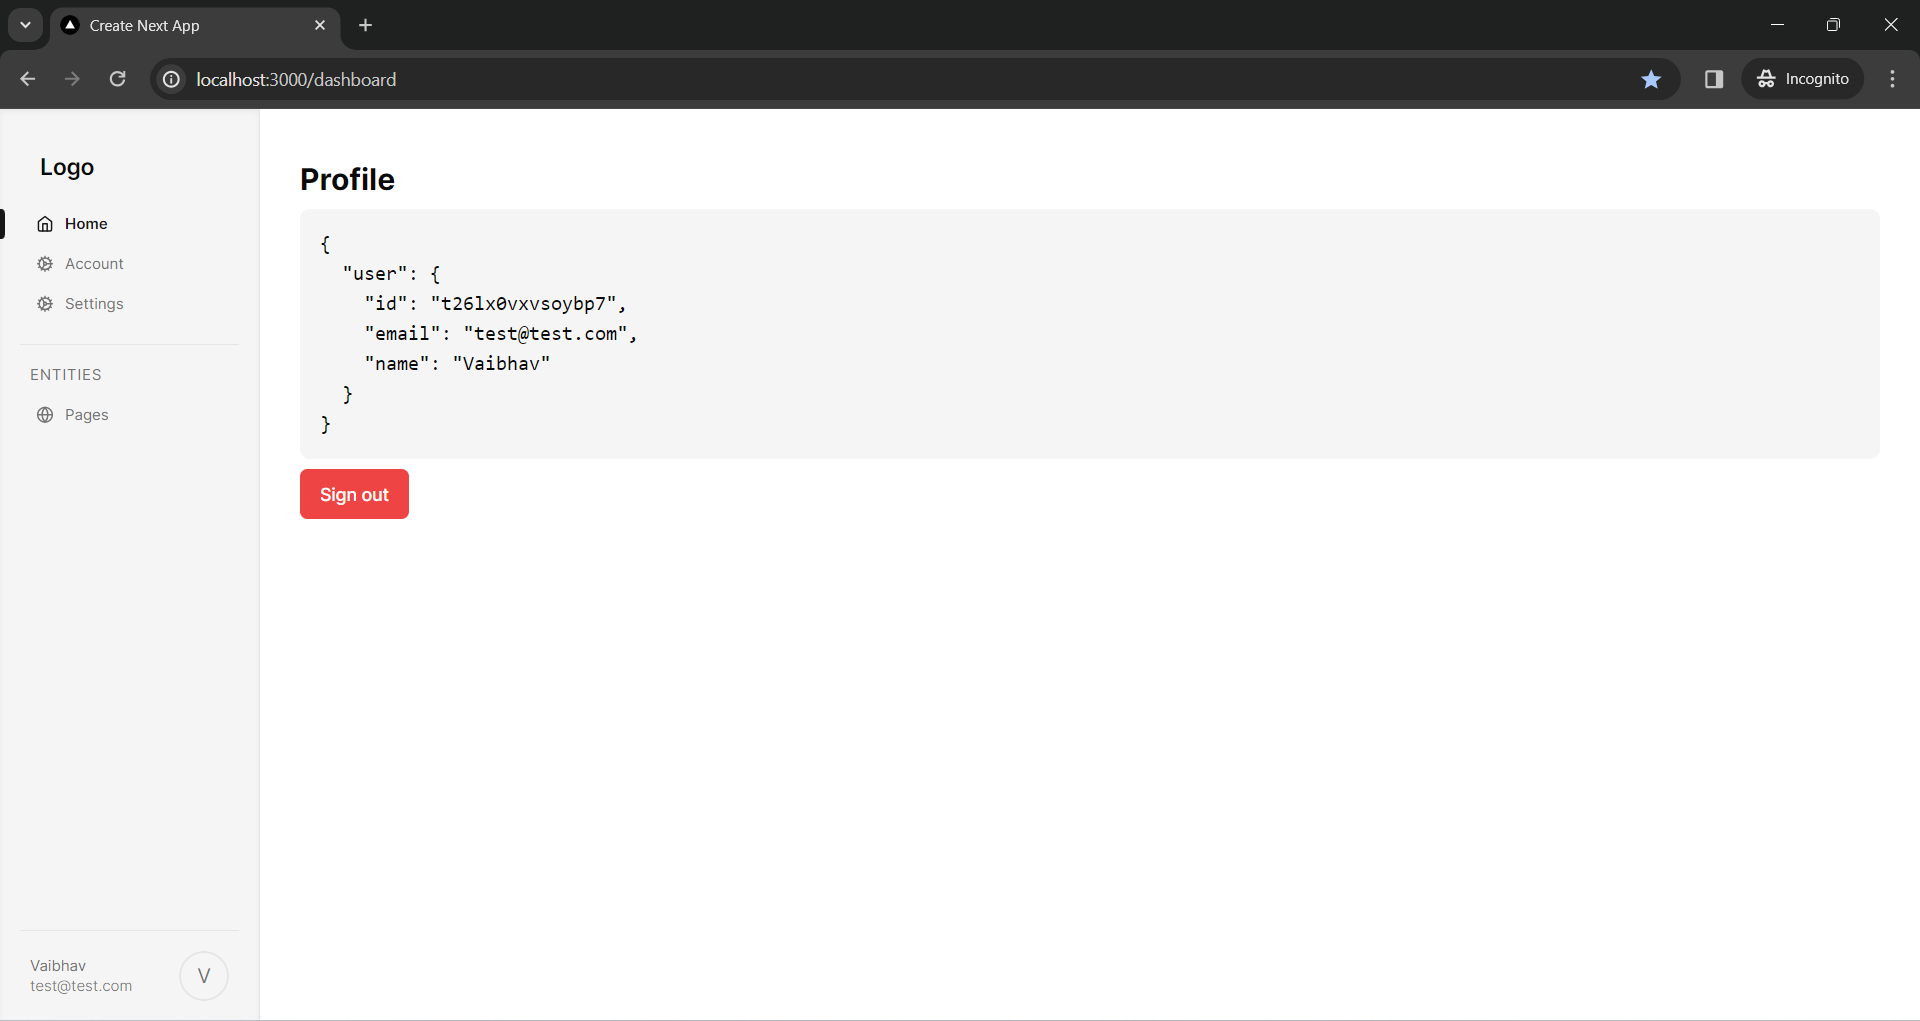 Create Next App
localhost:3000/dashboard
Incognito
Logo
Home
Account
Settings
ENTITIES
Pages
Profile
{
  "user": {
    "id": "t26lx0vxvsoybp7",
    "email": "test@test.com",
    "name": "Vaibhav"
  }
}
Sign out
Vaibhav
test@test.com
V